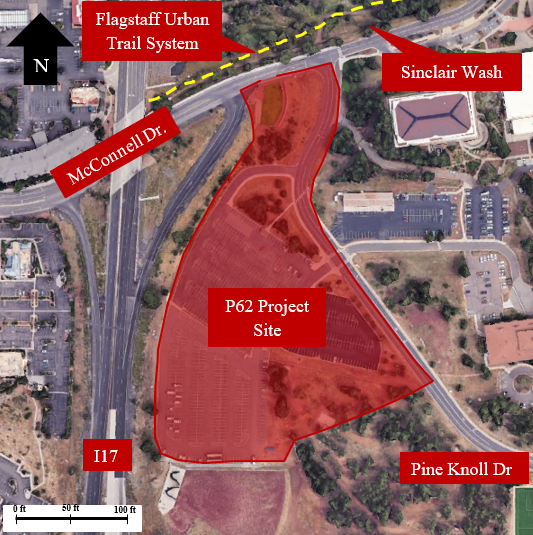 Flagstaff Urban
Trail System
N
Sinclair Wash
McConnell Dr.
P62 Project
Site
I17
Pine Knoll Dr
0 ft 50 ft 100 ft